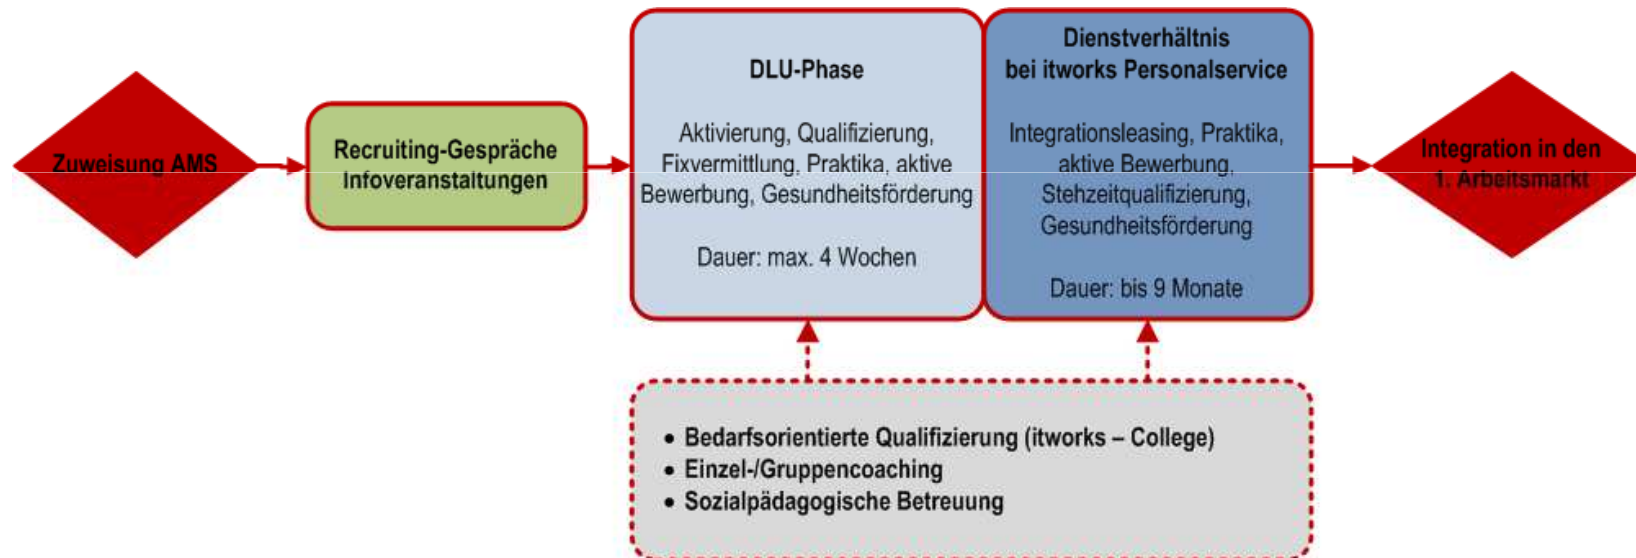 Zuweisung AMS
Recruiting-Gespräche
Infoveranstaltungen
DLU-Phase
Aktivierung, Qualifizierung,
Fixvermittlung, Praktika, aktive
Bewerbung, Gesundheitsförderung
Dauer: max. 4 Wochen
Dienstverhältnis
bei itworks Personalservice
Integrationsleasing, Praktika,
aktive Bewerbung,
Stehzeitqualifizierung,
Gesundheitsförderung
Dauer: bis 9 Monate
Integration in den
1. Arbeitsmarkt
• Bedarfsorientierte Qualifizierung (itworks – College)
• Einzel-/Gruppencoaching
• Sozialpädagogische Betreuung